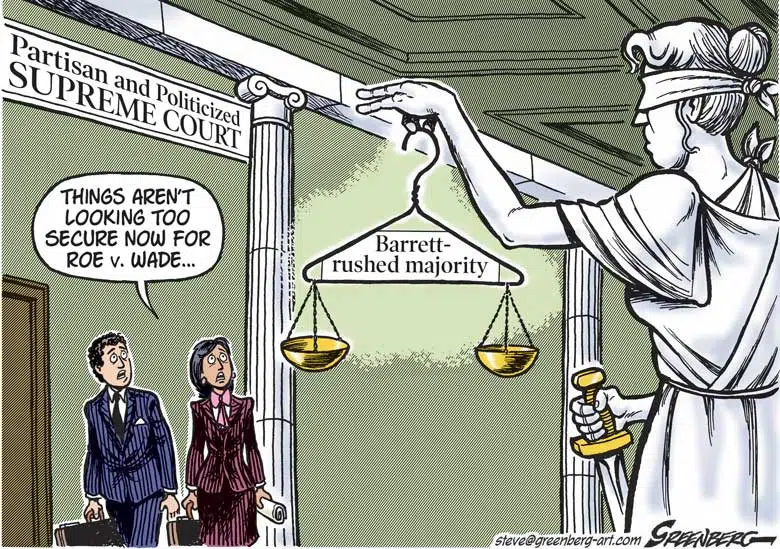 Partisan and Politicized
SUPREME COURT
THINGS AREN'T
LOOKING TOO
SECURE NOW FOR
ROE v. WADE...
Barrett-
rushed majority
steve@greenberg-art.com
GREENBERG